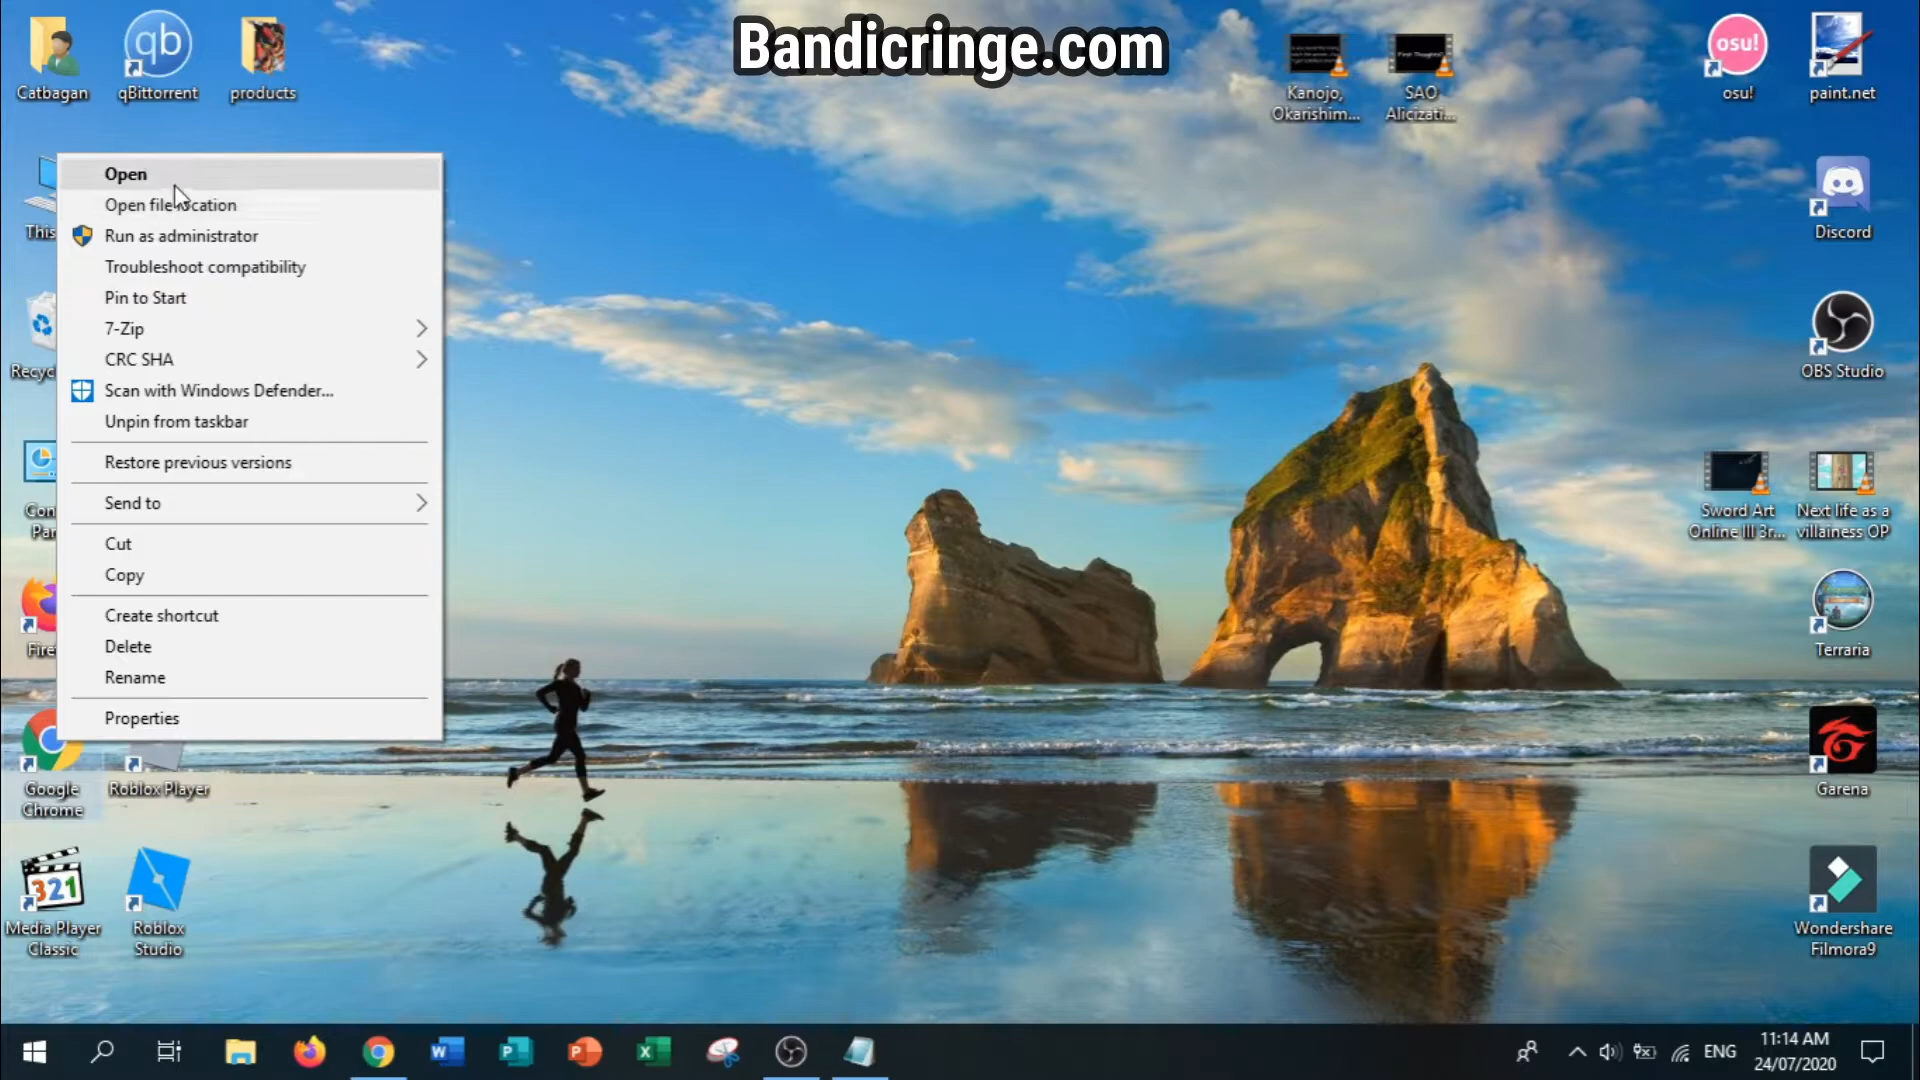 Bandicringe.com
Catbagan
qBittorrent
products
Kanojo,
Okarishim...
SAO
Alicizati...
osu!
osu!
paint.net
qb
This
Recyc
Con
Pan
Fire
Open
Open file location
Run as administrator
Troubleshoot compatibility
Pin to Start
7-Zip
CRC SHA
Scan with Windows Defender...
Unpin from taskbar
Restore previous versions
Send to
Cut
Copy
Create shortcut
Delete
Rename
Properties
Discord
OBS Studio
Sword Art
Online III 3r...
Next life as a
villainess OP
Terraria
Garena
Google
Chrome
Roblox Player
321
Media Player
Classic
Roblox
Studio
Wondershare
Filmora9
W
P
P
X
ENG
11:14 AM
24/07/2020